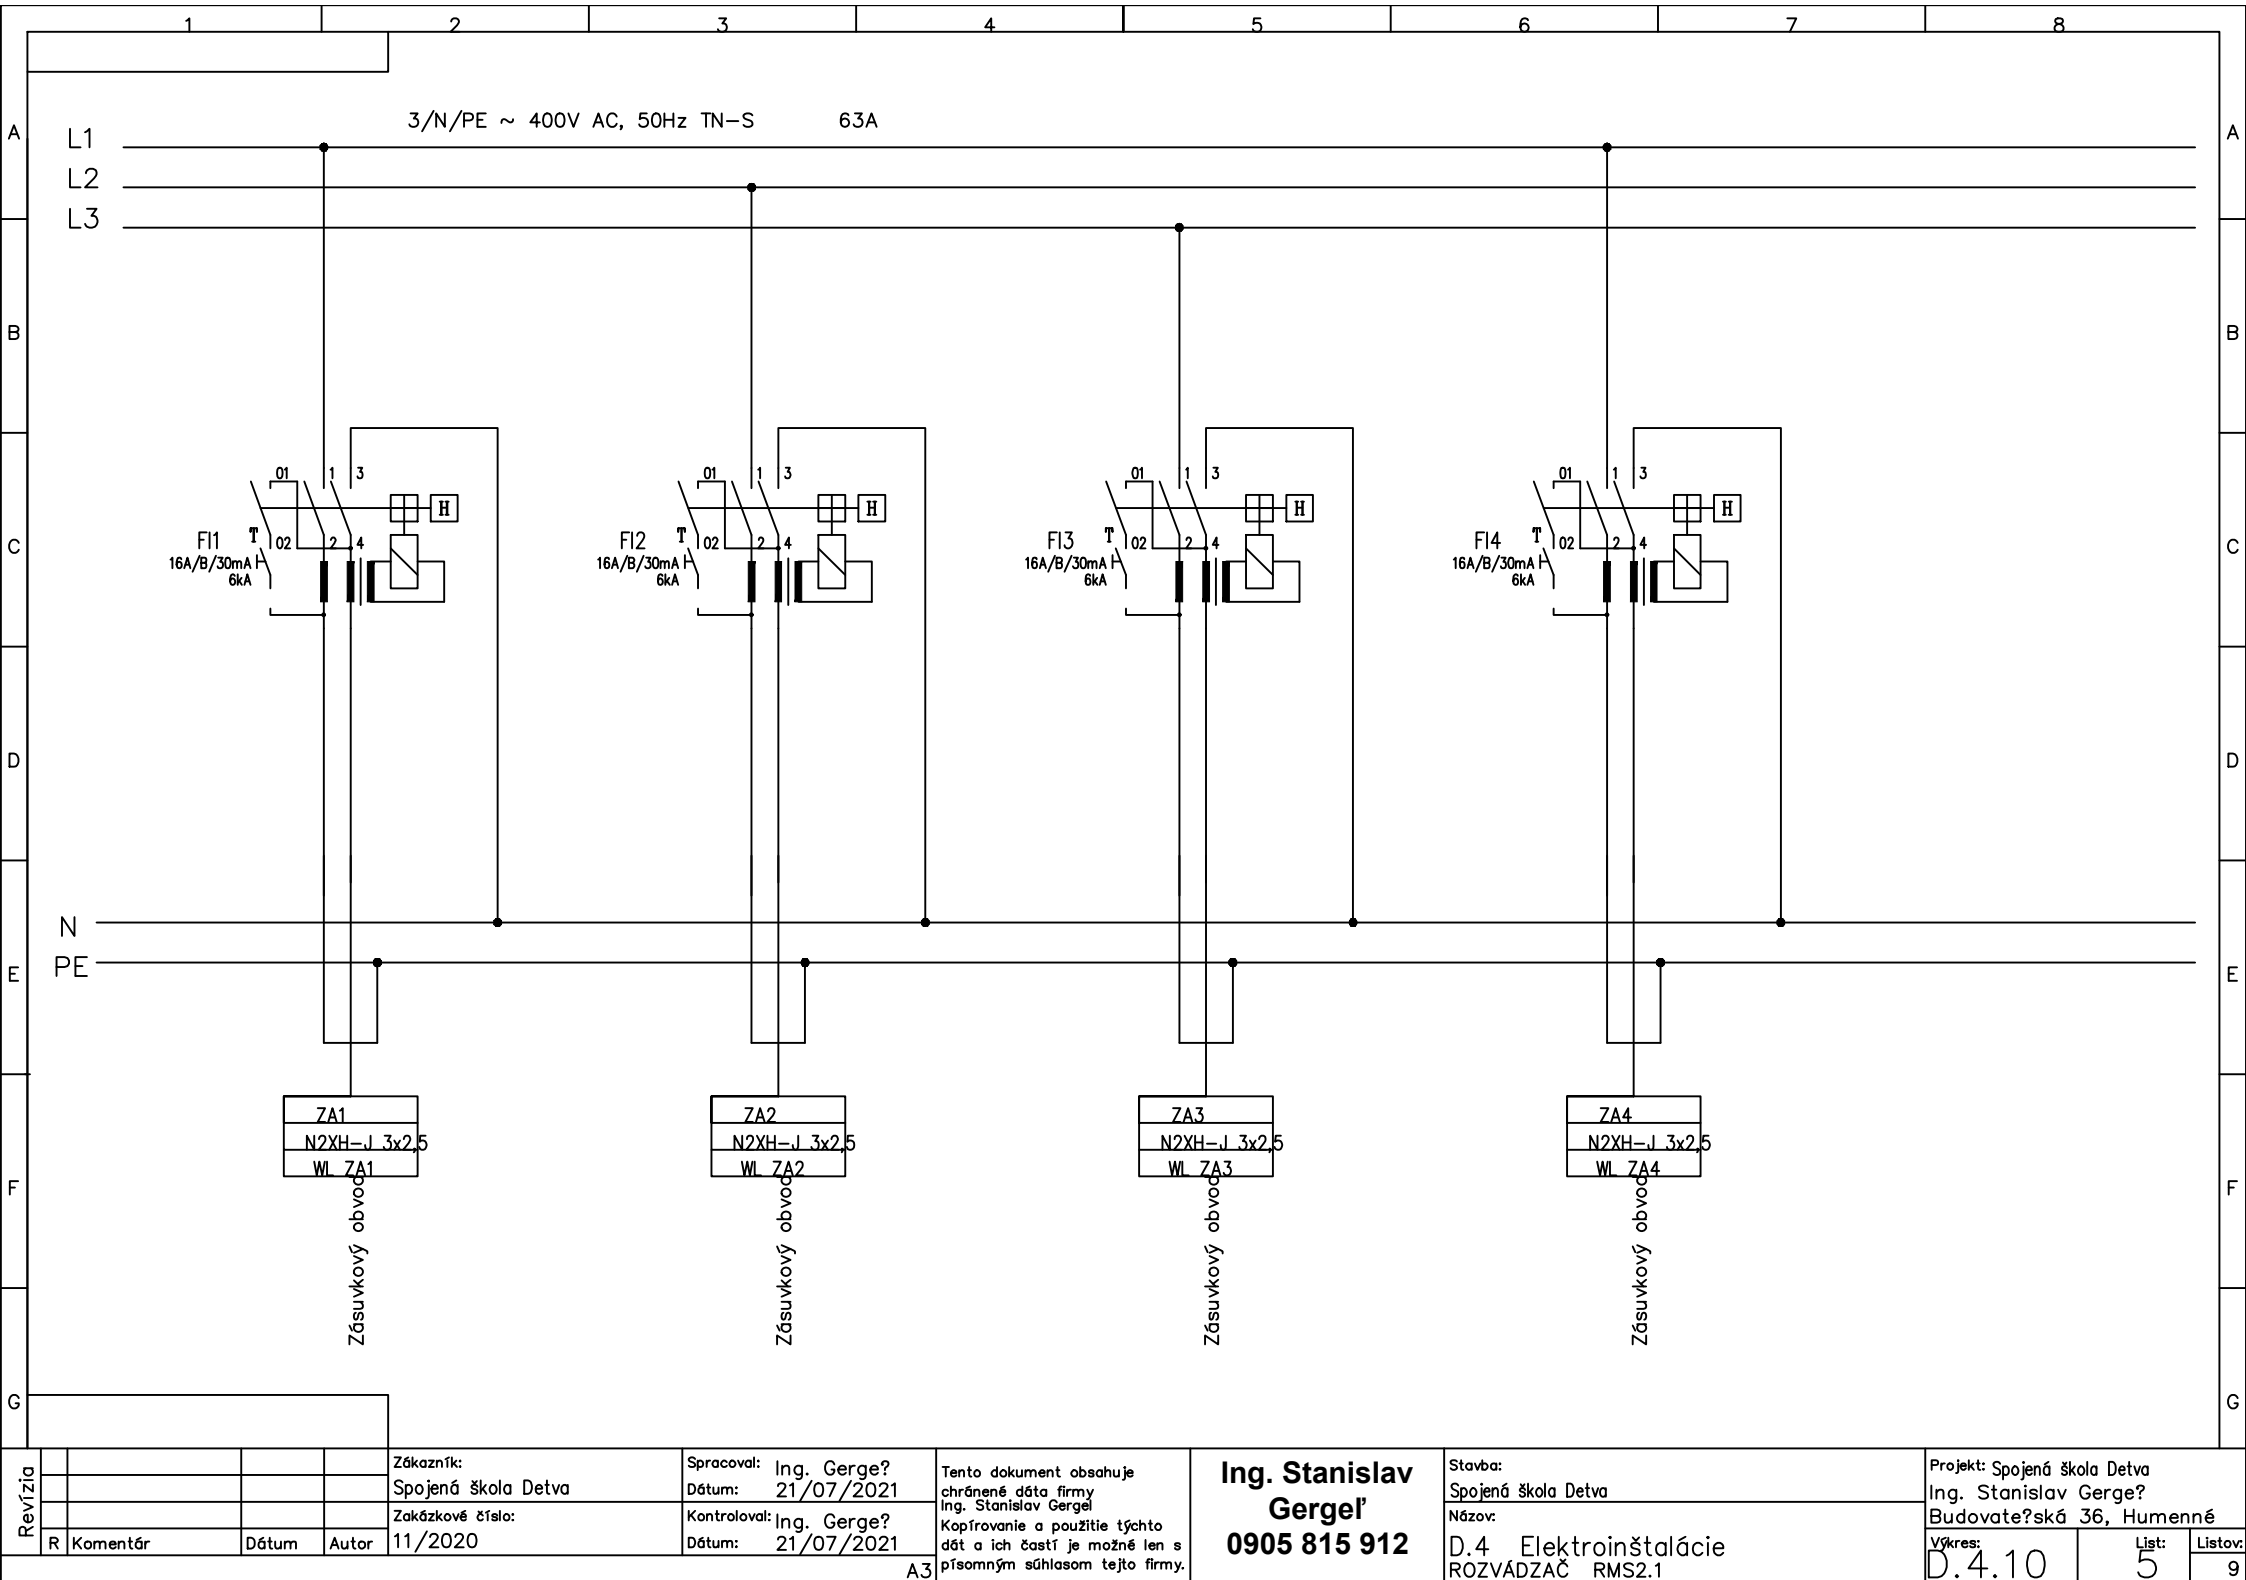 1 2 3 4 5 6 7 8
A A
3/N/PE ~ 400V AC, 50Hz TN-S 63A
L1
L2
L3
B B
01 1 3 01 1 3 01 1 3 01 1 3
H H H H
FI1 T 02 2 4 FI2 T 02 2 4 FI3 T 02 2 4 FI4 T 02 2 4
C C
16A/B/30mA 16A/B/30mA 16A/B/30mA 16A/B/30mA
6kA 6kA 6kA 6kA
D D
N
PE
E E
ZA1 ZA2 ZA3 ZA4
N2XH-J 3x2,5 N2XH-J 3x2,5 N2XH-J 3x2,5 N2XH-J 3x2,5
WL ZA1 WL ZA2 WL ZA3 WL ZA4
F F
Zásuvkový obvod Zásuvkový obvod Zásuvkový obvod Zásuvkový obvod
G G
Revízia
R Komentár Dátum Autor
Zákazník:
Spojená škola Detva
Zakázkové číslo:
11/2020
Spracoval: Ing. Gerge?
Dátum: 21/07/2021
Kontroloval: Ing. Gerge?
Dátum: 21/07/2021
A3
Tento dokument obsahuje
chránené dáta firmy
Ing. Stanislav Gergel
Kopírovanie a použitie týchto
dát a ich častí je možné len s
písomným súhlasom tejto firmy.
Ing. Stanislav
Gergeľ
0905 815 912
Stavba:
Spojená škola Detva
Názov:
D.4 Elektroinštalácie
ROZVÁDZAČ RMS2.1
Projekt: Spojená škola Detva
Ing. Stanislav Gerge?
Budovate?ská 36, Humenné
Výkres: List: Listov:
D.4.10 5 9